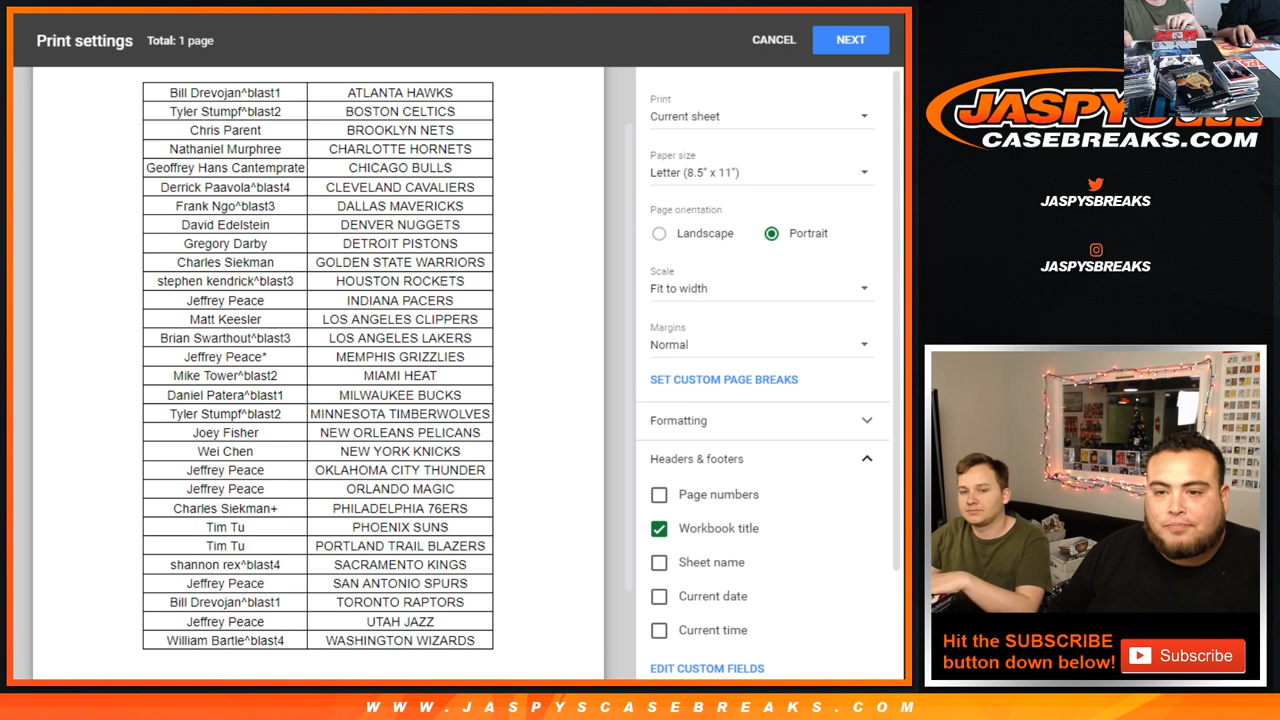 Print settings Total: 1 page CANCEL NEXT
Bill Drevojan^blast1 ATLANTA HAWKS
Tyler Stumpf^blast2 BOSTON CELTICS
Chris Parent BROOKLYN NETS
Nathaniel Murphree CHARLOTTE HORNETS
Geoffrey Hans Cantemprate CHICAGO BULLS
Derrick Paavola^blast4 CLEVELAND CAVALIERS
Frank Ngo^blast3 DALLAS MAVERICKS
David Edelstein DENVER NUGGETS
Gregory Darby DETROIT PISTONS
Charles Siekman GOLDEN STATE WARRIORS
stephen kendrick^blast3 HOUSTON ROCKETS
Jeffrey Peace INDIANA PACERS
Matt Keesler LOS ANGELES CLIPPERS
Brian Swarthout^blast3 LOS ANGELES LAKERS
Jeffrey Peace* MEMPHIS GRIZZLIES
Mike Tower^blast2 MIAMI HEAT
Daniel Patera^blast1 MILWAUKEE BUCKS
Tyler Stumpf^blast2 MINNESOTA TIMBERWOLVES
Joey Fisher NEW ORLEANS PELICANS
Wei Chen NEW YORK KNICKS
Jeffrey Peace OKLAHOMA CITY THUNDER
Jeffrey Peace ORLANDO MAGIC
Charles Siekman+ PHILADELPHIA 76ERS
Tim Tu PHOENIX SUNS
Tim Tu PORTLAND TRAIL BLAZERS
shannon rex^blast4 SACRAMENTO KINGS
Jeffrey Peace SAN ANTONIO SPURS
Bill Drevojan^blast1 TORONTO RAPTORS
Jeffrey Peace UTAH JAZZ
William Bartle^blast4 WASHINGTON WIZARDS
Print
Current sheet
Paper size
Letter (8.5" x 11")
Page orientation
Landscape Portrait
Scale
Fit to width
Margins
Normal
SET CUSTOM PAGE BREAKS
Formatting
Headers & footers
Page numbers
Workbook title
Sheet name
Current date
Current time
EDIT CUSTOM FIELDS
CASEBREAKS.COM
JASPYSBREAKS
JASPYSBREAKS
Hit the SUBSCRIBE
button down below!
Subscribe
WWW.JASPYSCASEBREAKS.COM